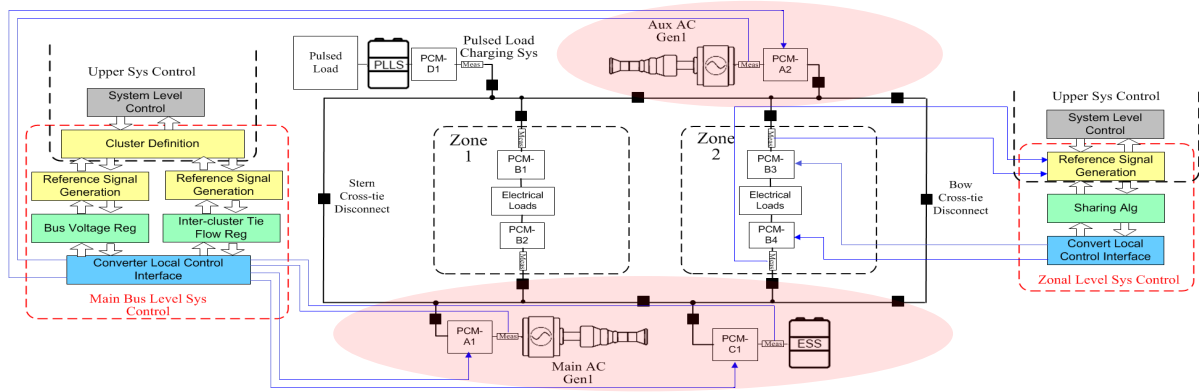 Upper Sys Control
System Level
Control
Cluster Definition
Reference Signal
Generation
Reference Signal
Generation
Bus Voltage Reg
Inter-cluster Tie
Flow Reg
Converter Local Control
Interface
Main Bus Level Sys
Control
Pulsed
Load
PLLS
PCM-
D1
Pulsed Load
Charging Sys
Meas
Aux AC
Gen1
Meas
PCM-
A2
Zone
1
Meas
PCM-
B1
Electrical
Loads
PCM-
B2
Meas
Zone
2
Meas
PCM-
B3
Electrical
Loads
PCM-
B4
Meas
Stern
Cross-tie
Disconnect
Bow
Cross-tie
Disconnect
PCM-
A1
Meas
Main AC
Gen1
PCM-
C1
Meas
ESS
Upper Sys Control
System Level
Control
Reference Signal
Generation
Sharing Alg
Convert Local
Control Interface
Zonal Level Sys Control